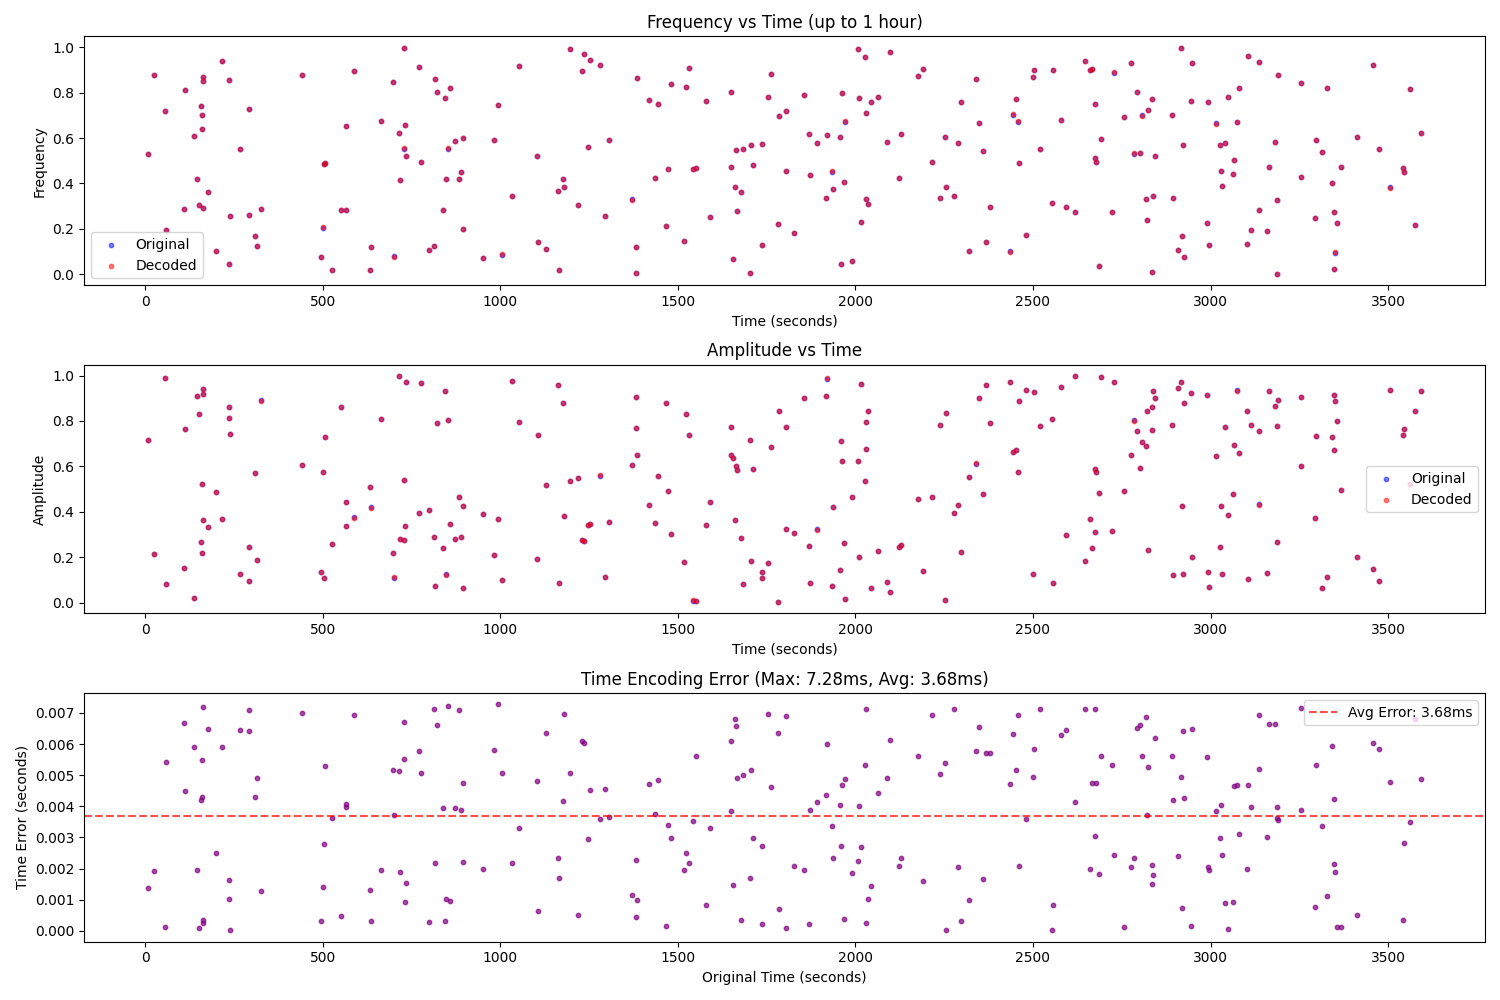 Frequency vs Time (up to 1 hour)
Frequency
1.0
0.8
0.6
0.4
0.2
0.0
Original
Decoded
0 500 1000 1500 2000 2500 3000 3500
Time (seconds)
Amplitude vs Time
Amplitude
1.0
0.8
0.6
0.4
0.2
0.0
Original
Decoded
0 500 1000 1500 2000 2500 3000 3500
Time (seconds)
Time Encoding Error (Max: 7.28ms, Avg: 3.68ms)
Time Error (seconds)
0.007
0.006
0.005
0.004
0.003
0.002
0.001
0.000
Avg Error: 3.68ms
0 500 1000 1500 2000 2500 3000 3500
Original Time (seconds)